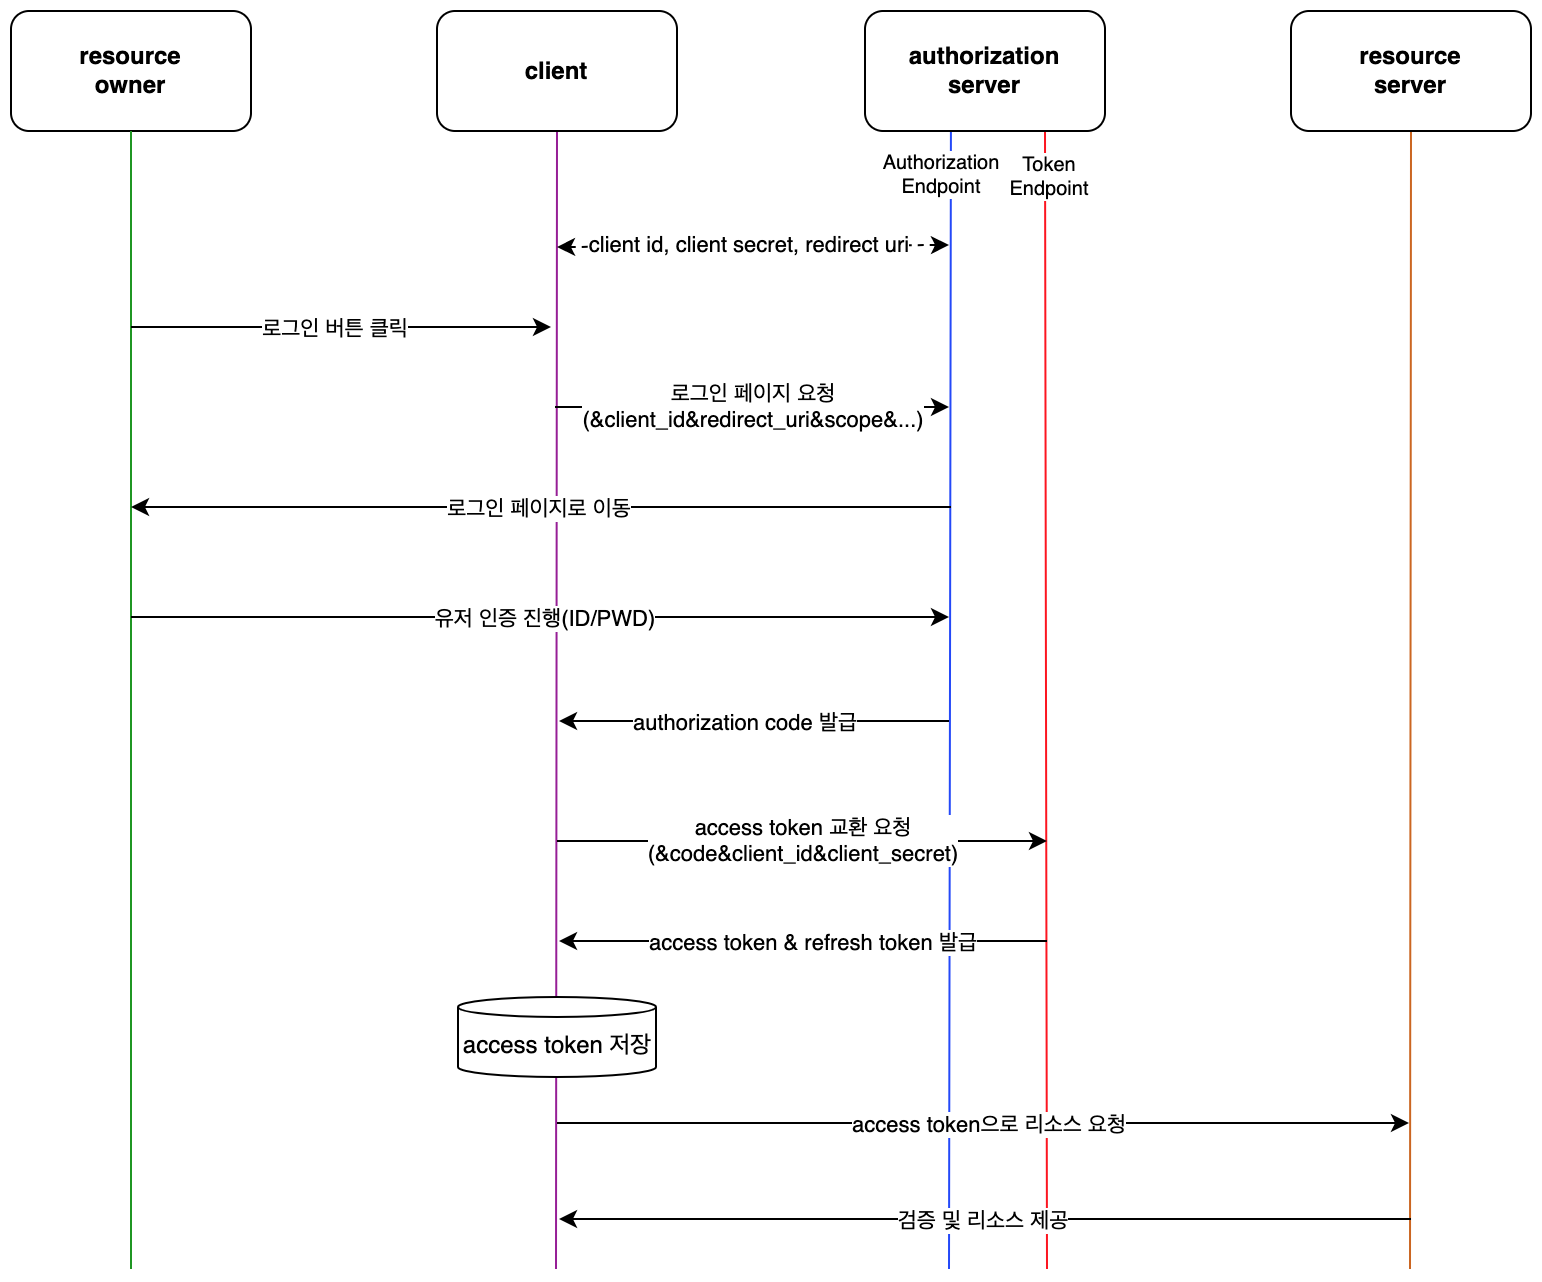 resource
owner
client
authorization
server
resource
server
Authorization
Endpoint
Token
Endpoint
client id, client secret, redirect uri
로그인 버튼 클릭
로그인 페이지 요청
(&client_id&redirect_uri&scope&...)
로그인 페이지로 이동
유저 인증 진행(ID/PWD)
authorization code 발급
access token 교환 요청
(&code&client_id&client_secret)
access token & refresh token 발급
access token 저장
access token으로 리소스 요청
검증 및 리소스 제공